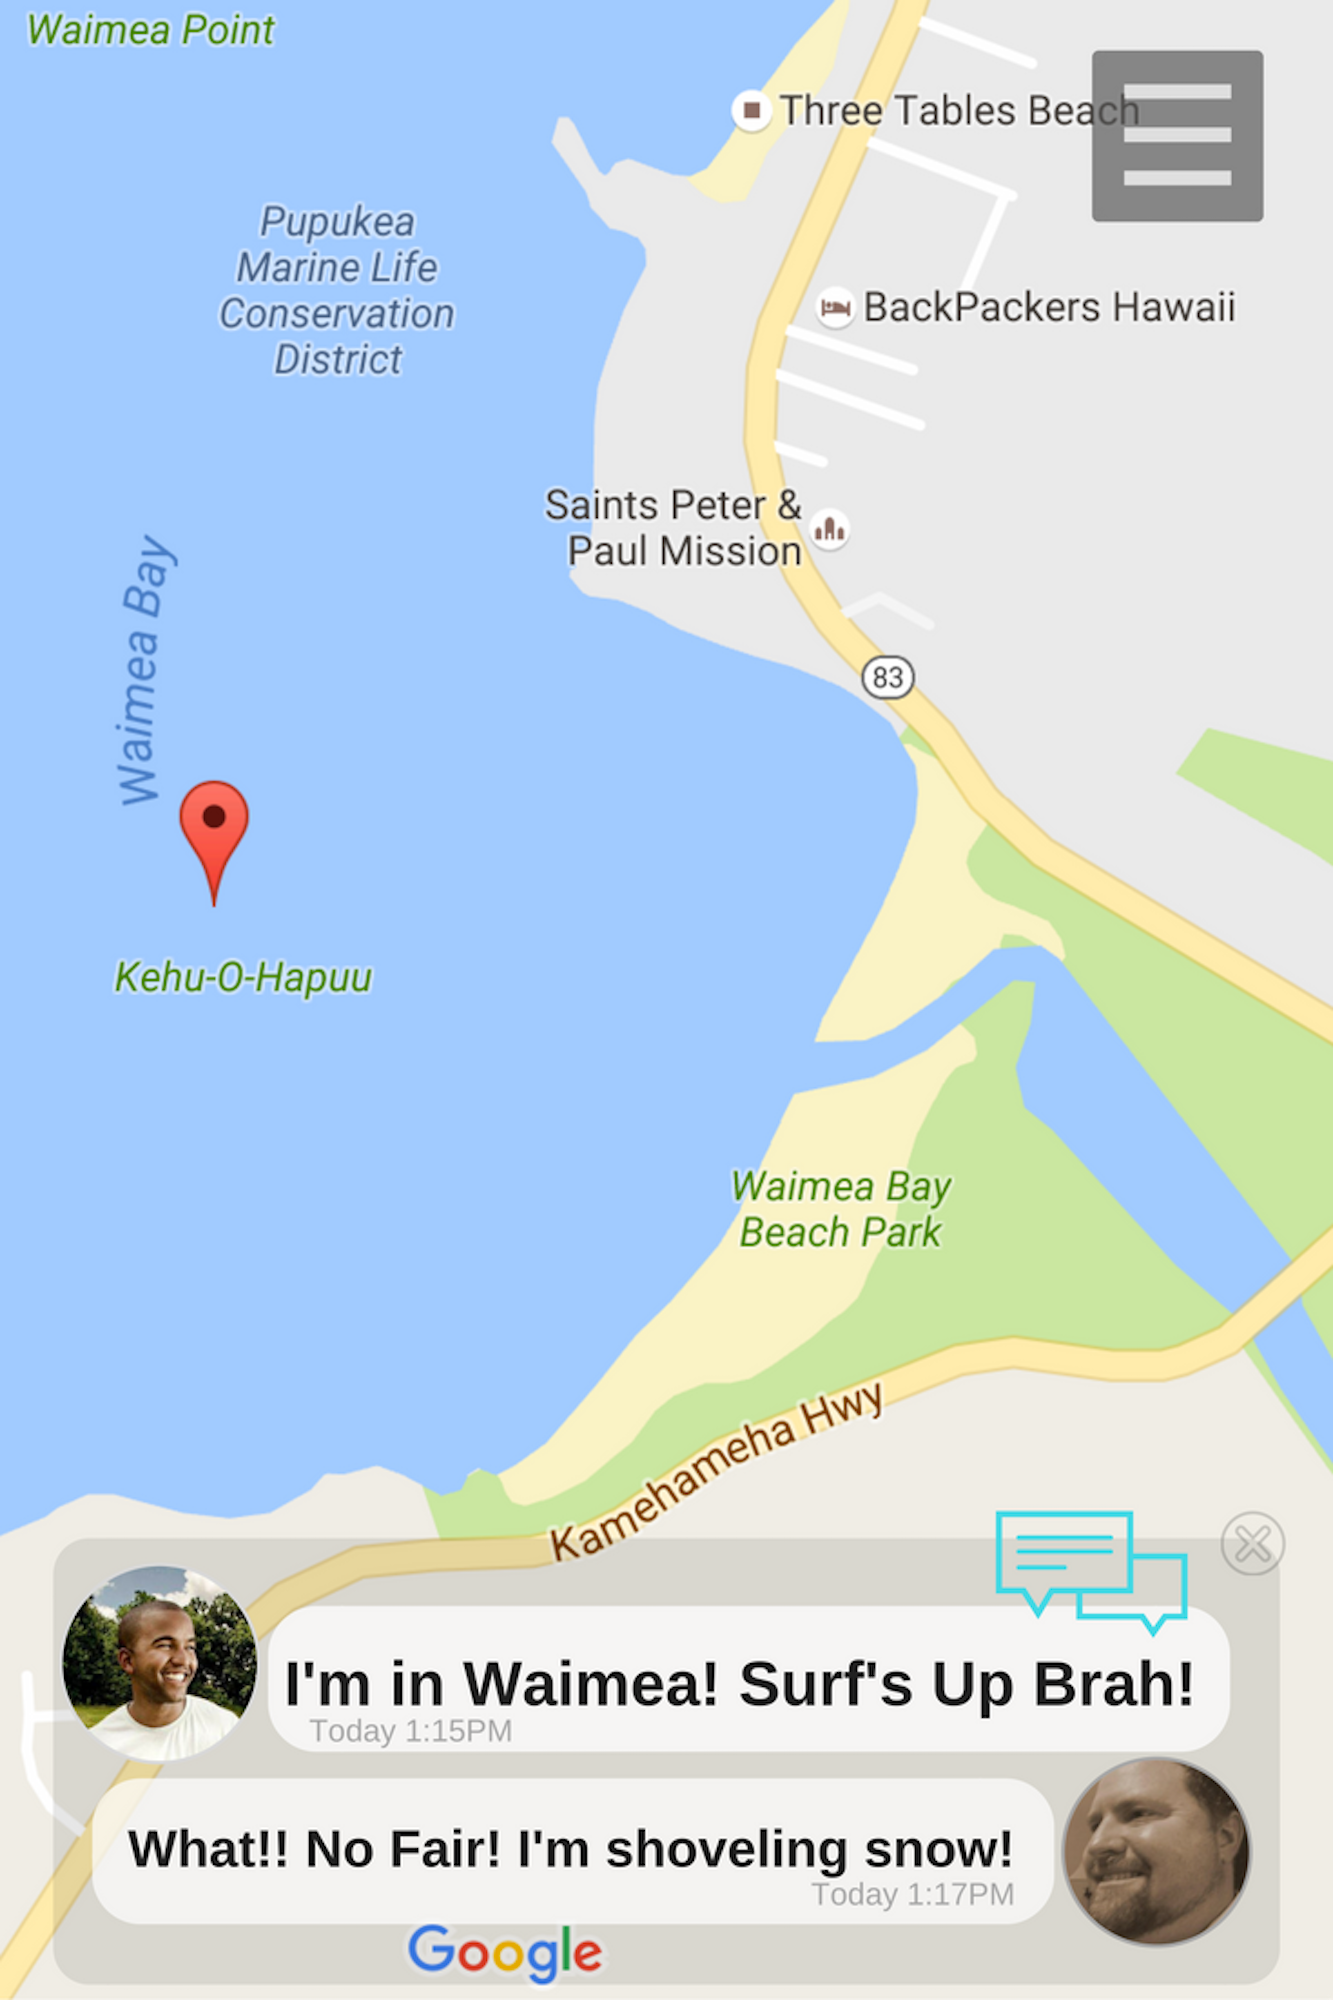 Waimea Point
Three Tables Beach
Pupukea
Marine Life
Conservation
District
BackPackers Hawaii
Saints Peter &
Paul Mission
Waimea Bay
83
Kehu-O-Hapuu
Waimea Bay
Beach Park
Kamehameha Hwy
I'm in Waimea! Surf's Up Brah!
Today 1:15PM
What!! No Fair! I'm shoveling snow!
Today 1:17PM
Google